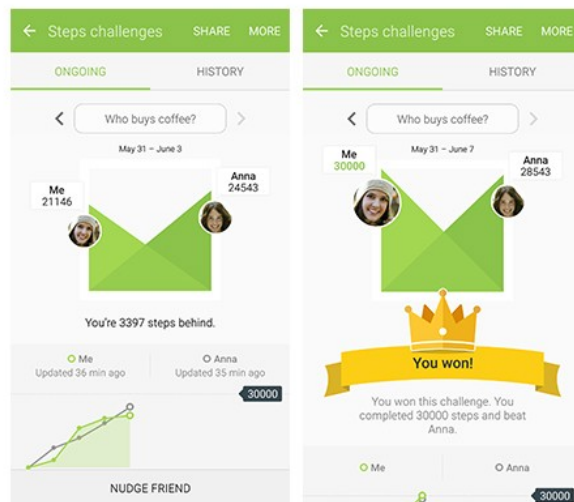 Steps challenges SHARE MORE
ONGOING HISTORY
Who buys coffee?
May 31 – June 3
Me
21146
Anna
24543
You're 3397 steps behind.
Me
Updated 36 min ago
Anna
Updated 35 min ago
30000
NUDGE FRIEND
Steps challenges SHARE MORE
ONGOING HISTORY
Who buys coffee?
May 31 – June 7
Me
30000
Anna
28543
You won!
You won this challenge. You
completed 30000 steps and beat
Anna.
Me
Anna
30000